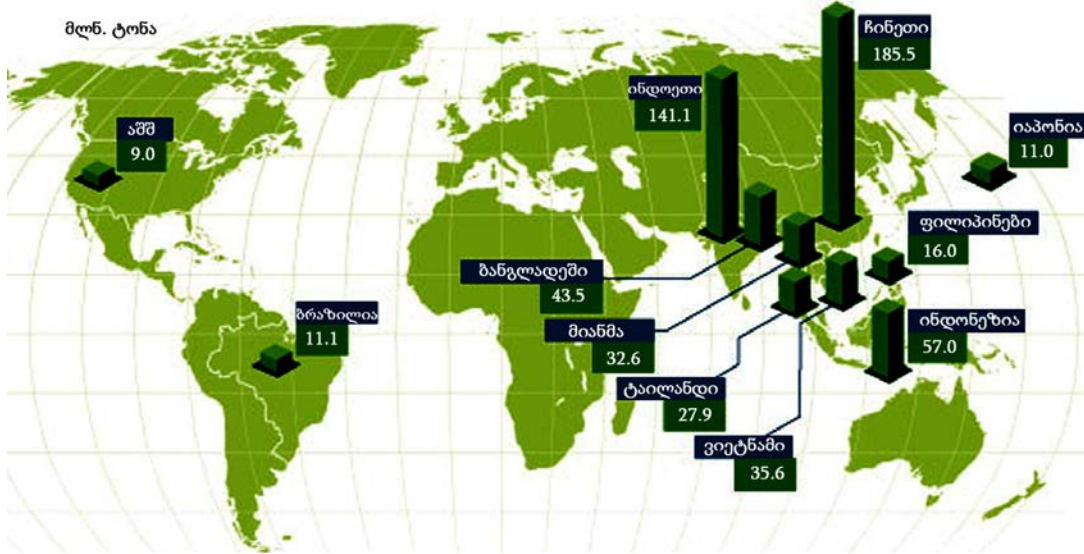 მლნ. ტონა
ჩინეთი
185.5
ინდოეთი
141.1
აშშ
9.0
იაპონია
11.0
ფილიპინები
16.0
ბანგლადეში
43.5
ბრაზილია
11.1
მიანმა
32.6
ინდონეზია
57.0
ტაილანდი
27.9
ვიეტნამი
35.6